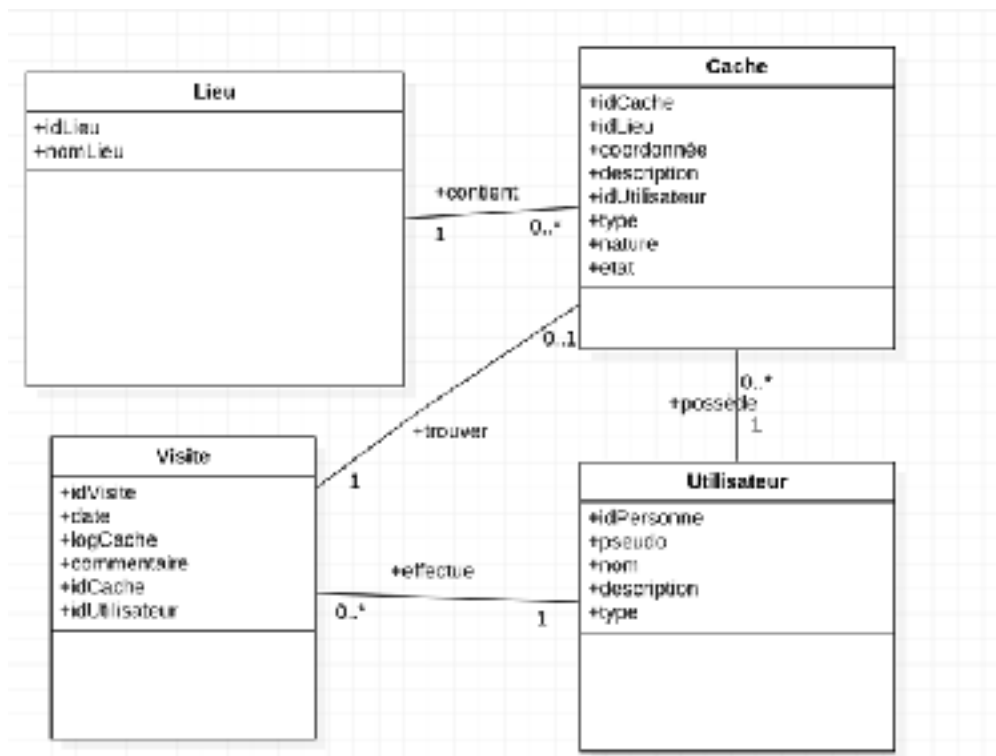 Lieu
+idLieu
+nomLieu
Cache
+idCache
+idLieu
+coordonnée
+description
+idUtilisateur
+type
+nature
+etat
+contient
1
0..*
0..1
+trouver
1
0..*
+possede
1
Visite
+idVisite
+date
+logCache
+commentaire
+idCache
+idUtilisateur
+effectue
0..*
1
Utilisateur
+idPersonne
+pseudo
+nom
+description
+type